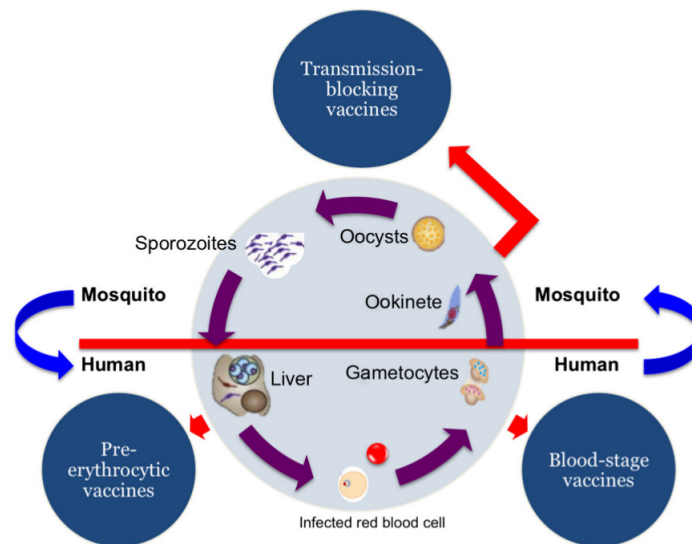 Transmission-
blocking
vaccines
Oocysts
Sporozoites
Mosquito
Ookinete
Mosquito
Human
Liver
Gametocytes
Human
Pre-
erythrocytic
vaccines
Blood-stage
vaccines
Infected red blood cell